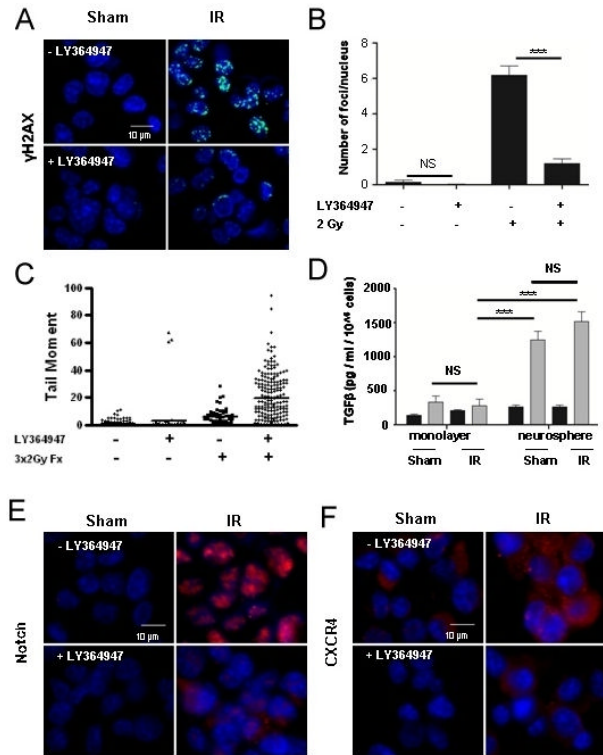 A
Sham
IR
γH2AX
- LY364947
10 µm
+ LY364947
B
Number of foci/nucleus
8
6
4
2
0
NS
***
LY364947
-
+
-
+
2 Gy
-
-
+
+
C
Tail Moment
100
80
60
40
20
0
LY364947
-
+
-
+
3x2Gy Fx
-
-
+
+
D
TGFβ (pg / ml / 10^6 cells)
2000
1500
1000
500
0
NS
***
***
NS
monolayer
neurosphere
Sham
IR
Sham
IR
E
Sham
IR
Notch
- LY364947
10 µm
+ LY364947
F
Sham
IR
CXCR4
- LY364947
10 µm
+ LY364947